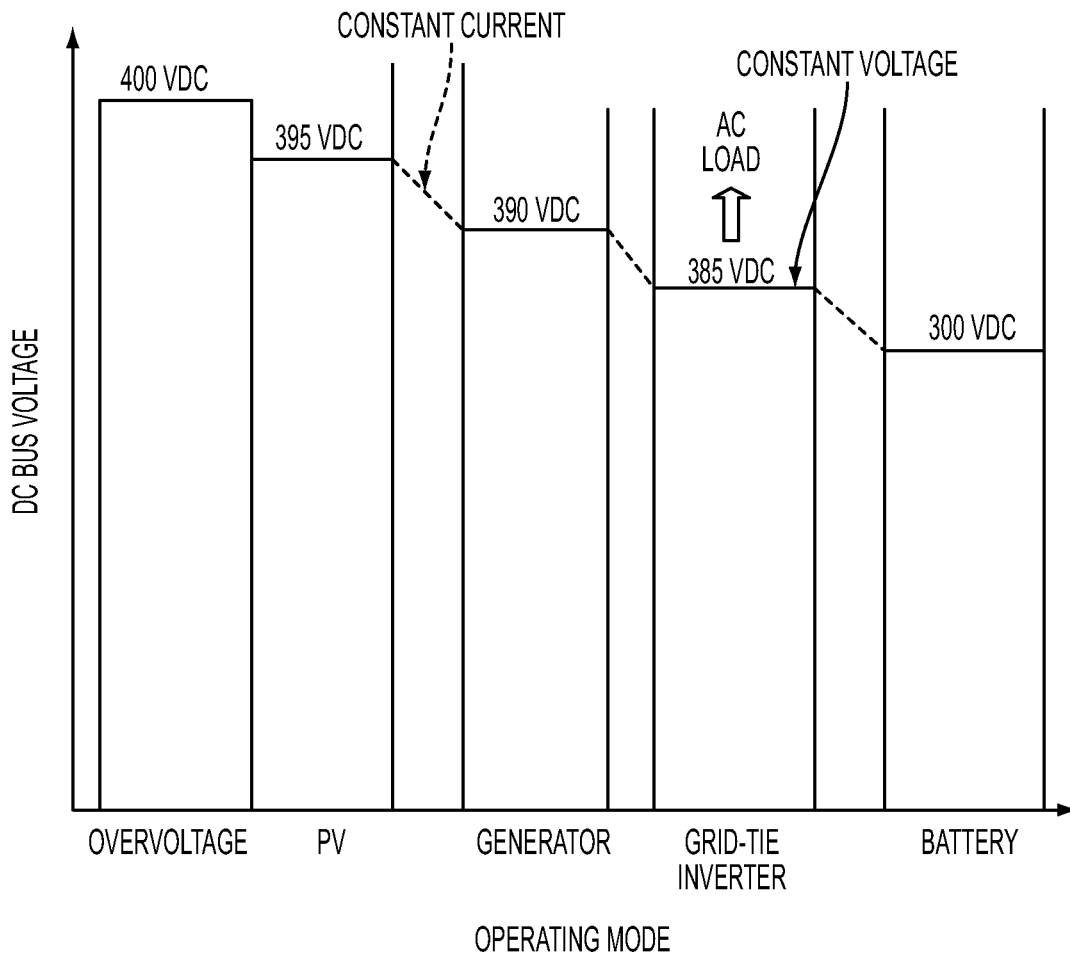 CONSTANT CURRENT
400 VDC
CONSTANT VOLTAGE
395 VDC
AC
LOAD
390 VDC
385 VDC
300 VDC
DC BUS VOLTAGE
OVERVOLTAGE
PV
GENERATOR
GRID-TIE
INVERTER
BATTERY
OPERATING MODE